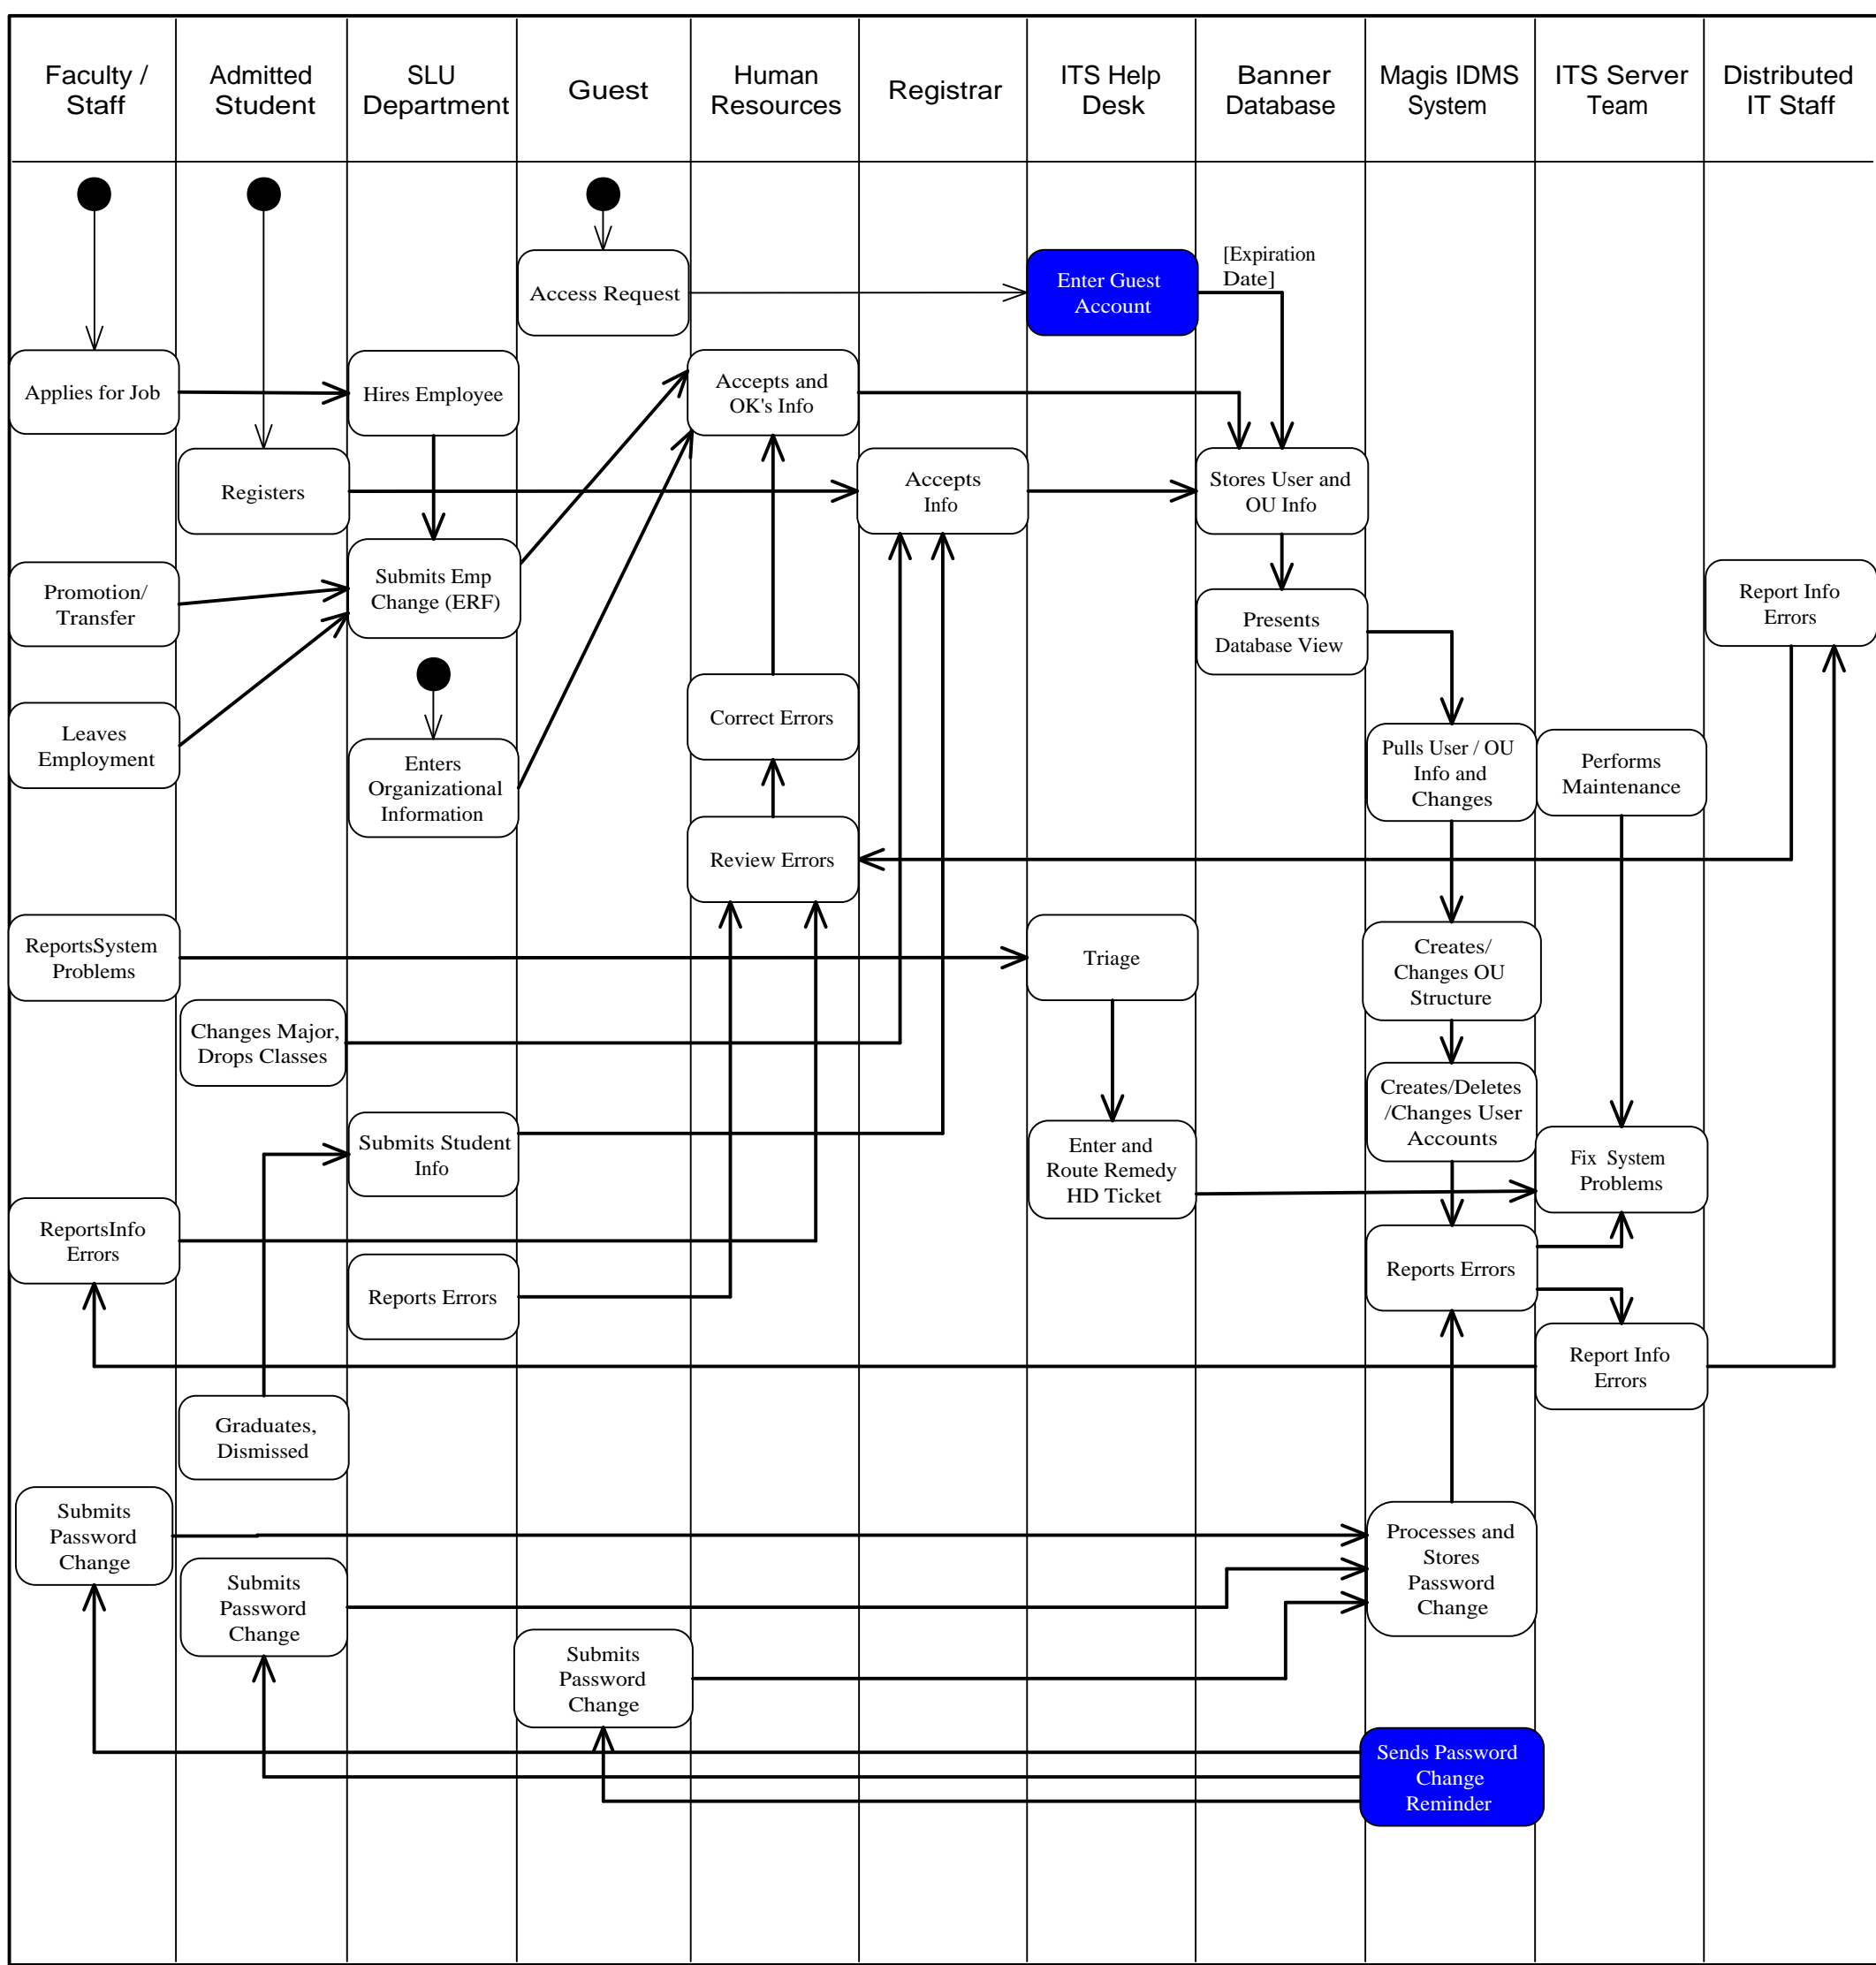 Faculty /
Staff
Admitted
Student
SLU
Department
Guest
Human
Resources
Registrar
ITS Help
Desk
Banner
Database
Magis IDMS
System
ITS Server
Team
Distributed
IT Staff
Access Request
Enter Guest
Account
[Expiration
Date]
Applies for Job
Hires Employee
Accepts and
OK's Info
Registers
Accepts
Info
Stores User and
OU Info
Promotion/
Transfer
Submits Emp
Change (ERF)
Presents
Database View
Report Info
Errors
Leaves
Employment
Enters
Organizational
Information
Correct Errors
Pulls User / OU
Info and
Changes
Performs
Maintenance
Review Errors
ReportsSystem
Problems
Triage
Creates/
Changes OU
Structure
Changes Major,
Drops Classes
Creates/Deletes
/Changes User
Accounts
Submits Student
Info
Enter and
Route Remedy
HD Ticket
Fix System
Problems
ReportsInfo
Errors
Reports Errors
Reports Errors
Report Info
Errors
Graduates,
Dismissed
Submits
Password
Change
Processes and
Stores
Password
Change
Submits
Password
Change
Submits
Password
Change
Sends Password
Change
Reminder